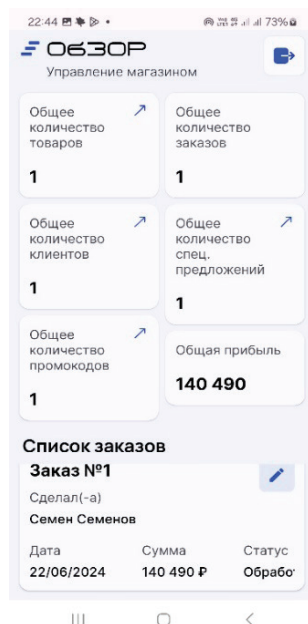 22:44
73%
ОБЗОР
Управление магазином
Общее
количество
товаров
1
Общее
количество
заказов
1
Общее
количество
клиентов
1
Общее
количество
спец.
предложений
1
Общее
количество
промокодов
1
Общая прибыль
140 490
Список заказов
Заказ №1
Сделал(-а)
Семен Семенов
Дата
Сумма
Статус
22/06/2024
140 490 ₽
Обрабо